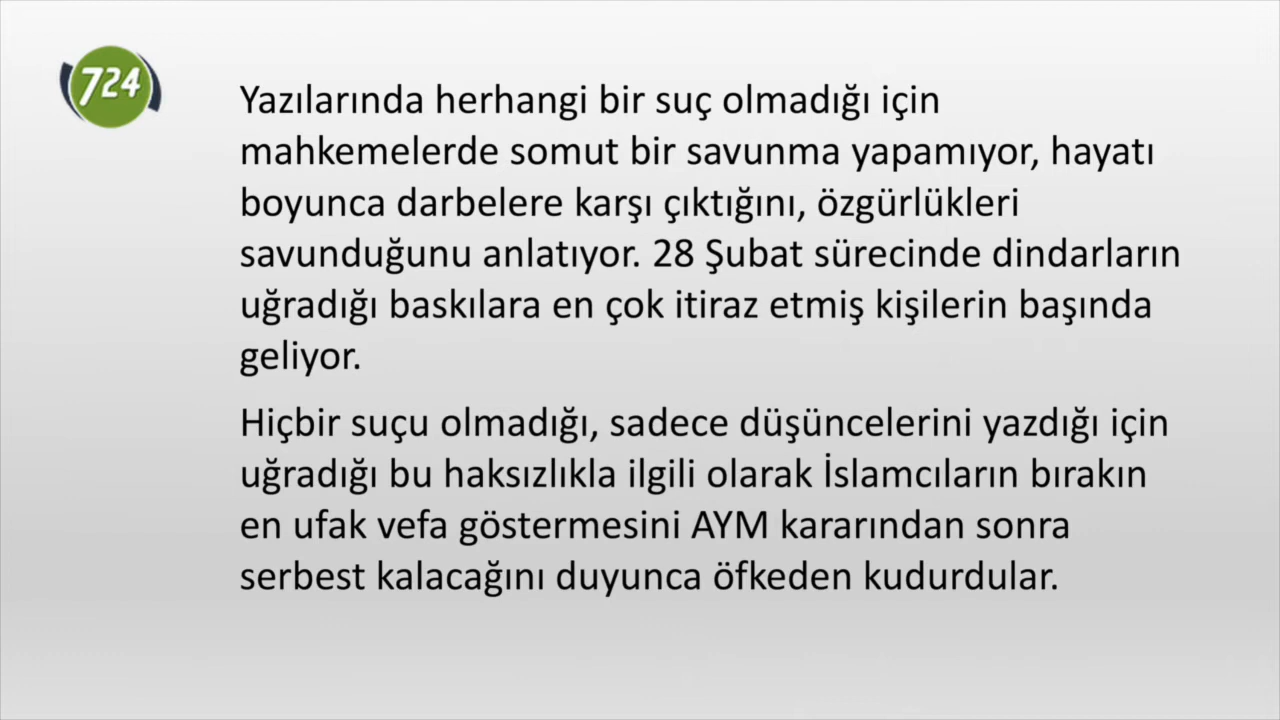 724
Yazılarında herhangi bir suç olmadığı için
mahkemelerde somut bir savunma yapamıyor, hayatı
boyunca darbelere karşı çıktığını, özgürlükleri
savunduğunu anlatıyor. 28 Şubat sürecinde dindarların
uğradığı baskılara en çok itiraz etmiş kişilerin başında
geliyor.
Hiçbir suçu olmadığı, sadece düşüncelerini yazdığı için
uğradığı bu haksızlıkla ilgili olarak İslamcıların bırakın
en ufak vefa göstermesini AYM kararından sonra
serbest kalacağını duyunca öfkeden kudurdular.